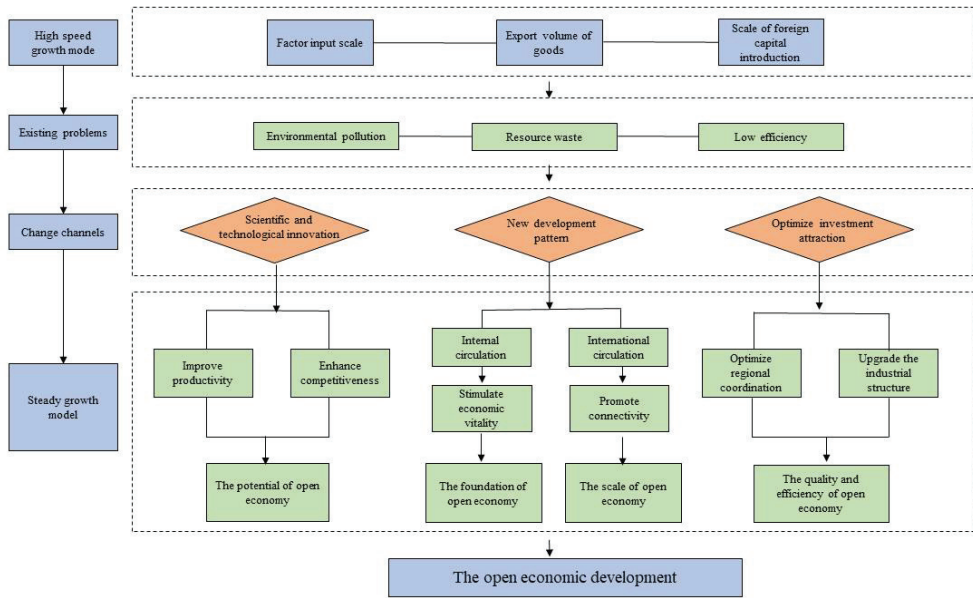 High speed
growth mode
Factor input scale
Export volume of
goods
Scale of foreign
capital
introduction
Existing problems
Environmental pollution
Resource waste
Low efficiency
Change channels
Scientific and
technological innovation
New development
pattern
Optimize investment
attraction
Steady growth
model
Improve
productivity
Enhance
competitiveness
Internal
circulation
International
circulation
Optimize
regional
coordination
Upgrade the
industrial
structure
Stimulate
economic
vitality
Promote
connectivity
The potential of open
economy
The foundation of
open economy
The scale of open
economy
The quality and
efficiency of open
economy
The open economic development